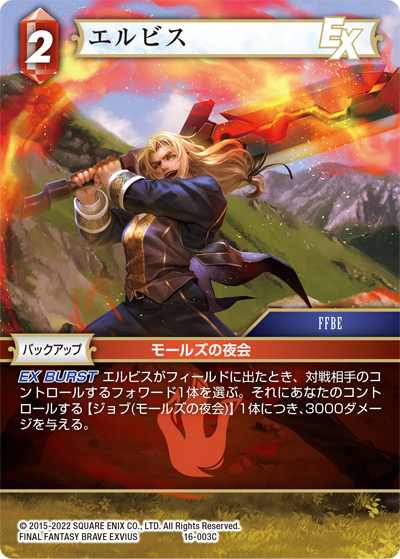 2
エルビス
EX
FFBE
バックアップ
モールズの夜会
EX BURST エルビスがフィールドに出たとき、対戦相手のコ
ントロールするフォワード1体を選ぶ。それにあなたのコント
ロールする【ジョブ(モールズの夜会)】1体につき、3000ダメー
ジを与える。
© 2015-2022 SQUARE ENIX CO., LTD. All Rights Reserved.
FINAL FANTASY BRAVE EXVIUS
16-003C